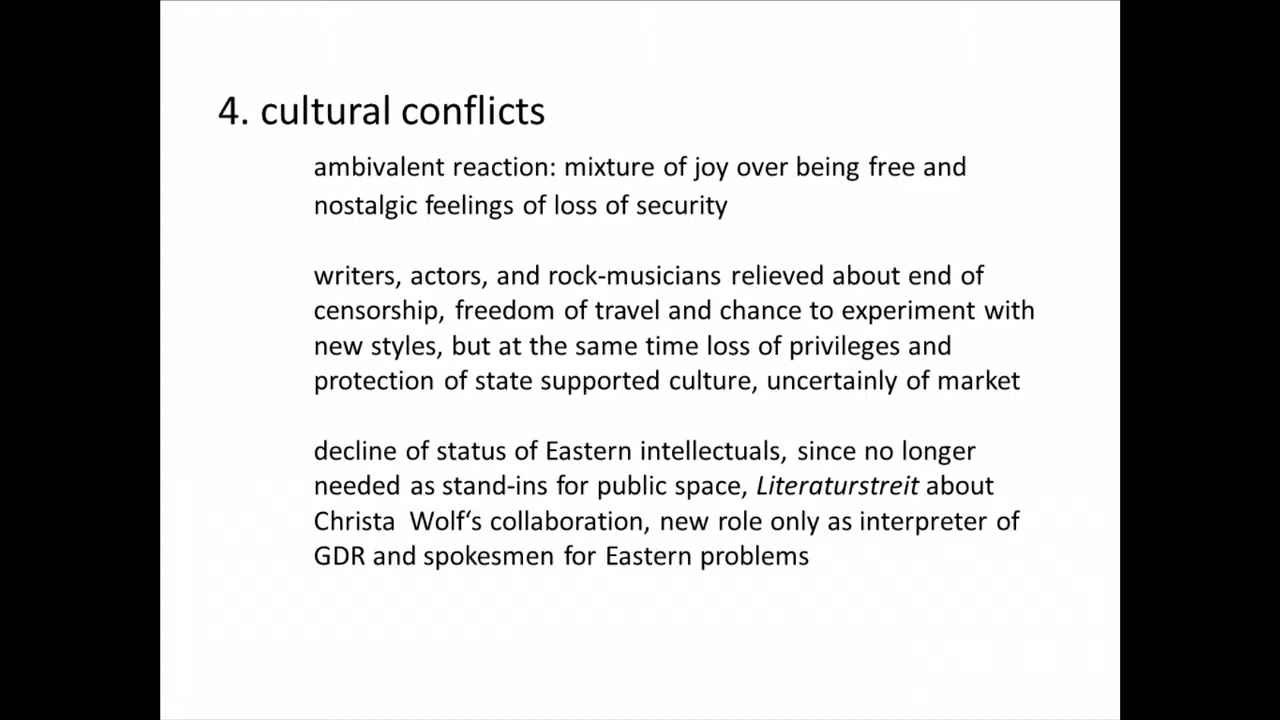 4. cultural conflicts
ambivalent reaction: mixture of joy over being free and
nostalgic feelings of loss of security
writers, actors, and rock-musicians relieved about end of
censorship, freedom of travel and chance to experiment with
new styles, but at the same time loss of privileges and
protection of state supported culture, uncertainly of market
decline of status of Eastern intellectuals, since no longer
needed as stand-ins for public space, Literaturstreit about
Christa  Wolf‘s collaboration, new role only as interpreter of
GDR and spokesmen for Eastern problems